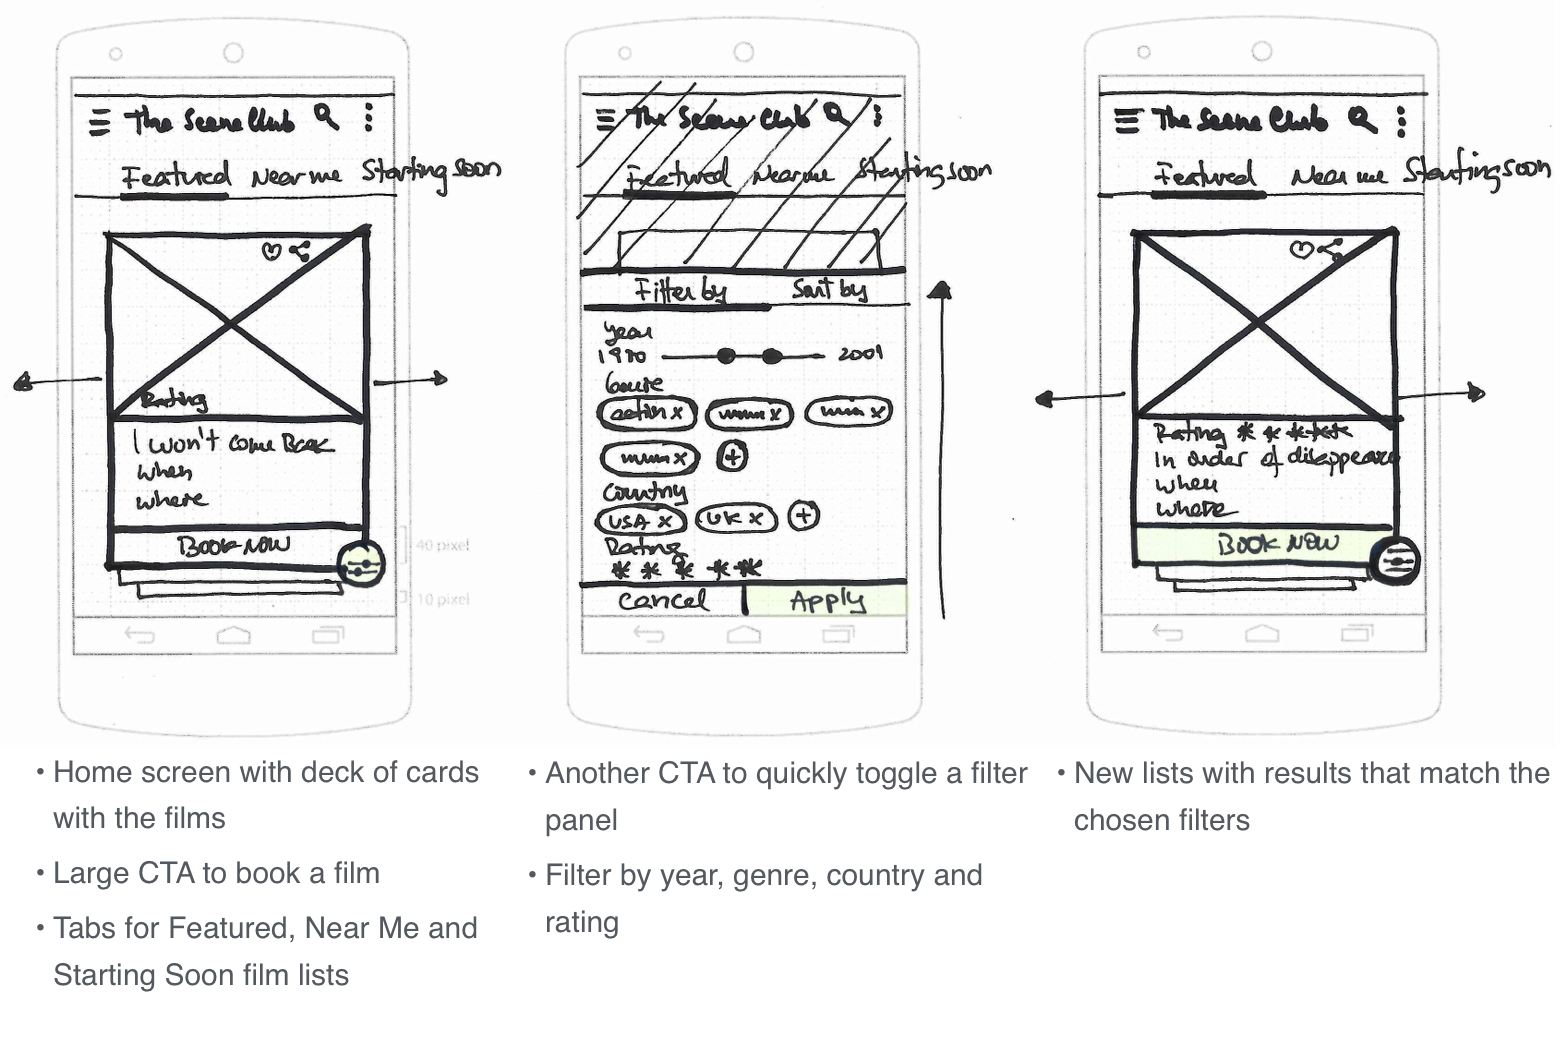 The Scene Club
Featured Near me Starting soon
Rating
I won't come Back
when
where
BOOK NOW
40 pixel
10 pixel
The Scene Club
Featured Near me Starting soon
Filter by Sort by
Year
2001
Genre
action x
x
Country
USA x UK x +
Rating
* * * * *
Cancel Apply
The Scene Club
Featured Near me Starting soon
Rating * * * * *
In order of disappearance
when
where
BOOK NOW
• Home screen with deck of cards
with the films
• Large CTA to book a film
• Tabs for Featured, Near Me and
Starting Soon film lists
• Another CTA to quickly toggle a filter
panel
• Filter by year, genre, country and
rating
• New lists with results that match the
chosen filters